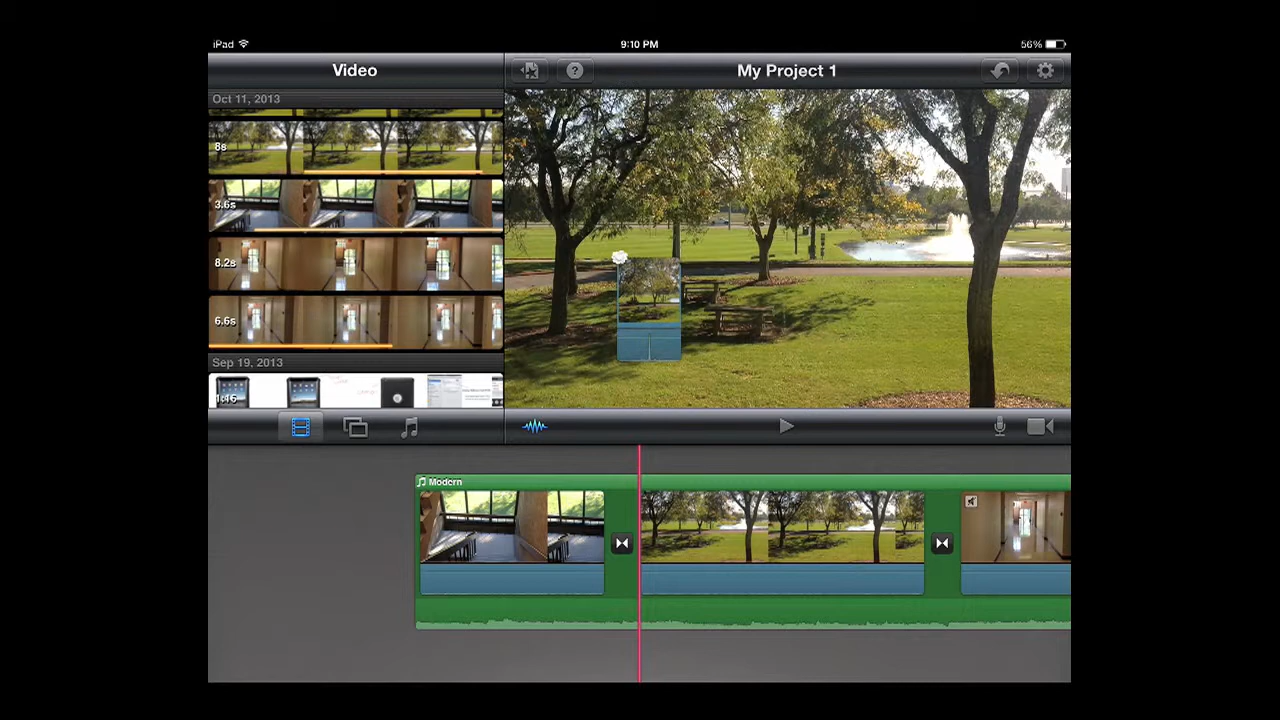 iPad
9:10 PM
56%
Video
?
My Project 1
Oct 11, 2013
8s
3.6s
8.2s
6.6s
Sep 19, 2013
1:16
Modern